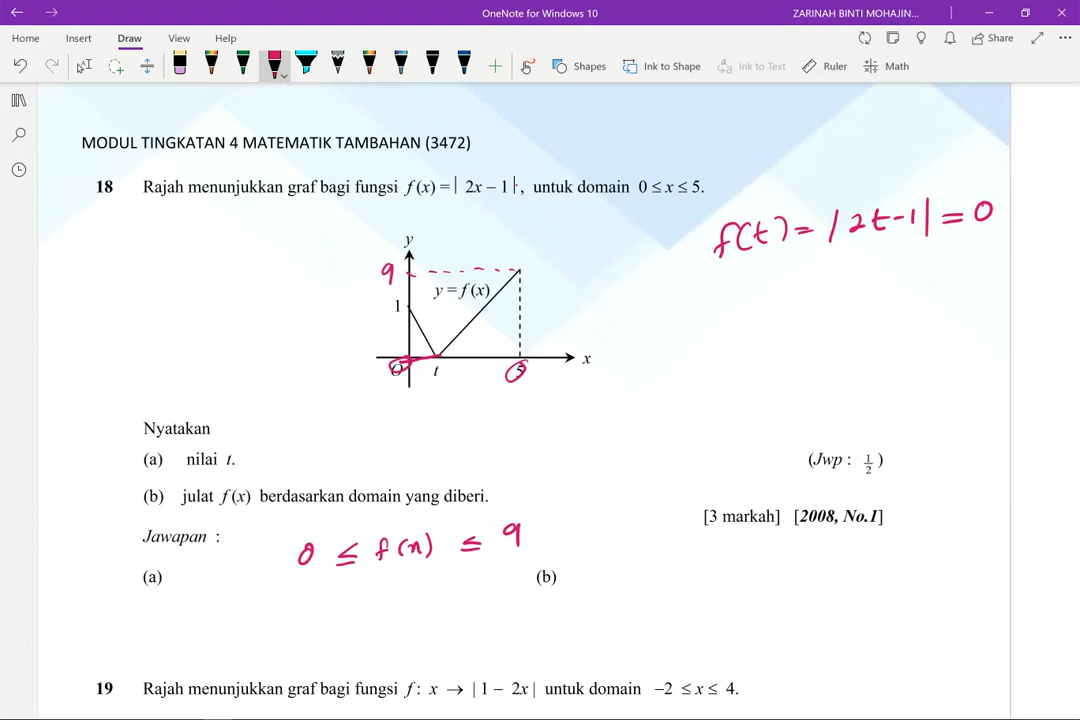 OneNote for Windows 10
ZARINAH BINTI MOHAJIN...
Home Insert Draw View Help
Share
Shapes Ink to Shape Ink to Text Ruler Math
MODUL TINGKATAN 4 MATEMATIK TAMBAHAN (3472)
18 Rajah menunjukkan graf bagi fungsi f (x) = | 2x – 1 |, untuk domain 0 ≤ x ≤ 5.
f(t) = |2t-1| = 0
y
9
y = f (x)
1
O t 5 x
Nyatakan
(a) nilai t. (Jwp : 1/2)
(b) julat f (x) berdasarkan domain yang diberi.
[3 markah] [2008, No.1]
Jawapan :
0 ≤ f(x) ≤ 9
(a) (b)
19 Rajah menunjukkan graf bagi fungsi f : x → | 1 – 2x | untuk domain –2 ≤ x ≤ 4.